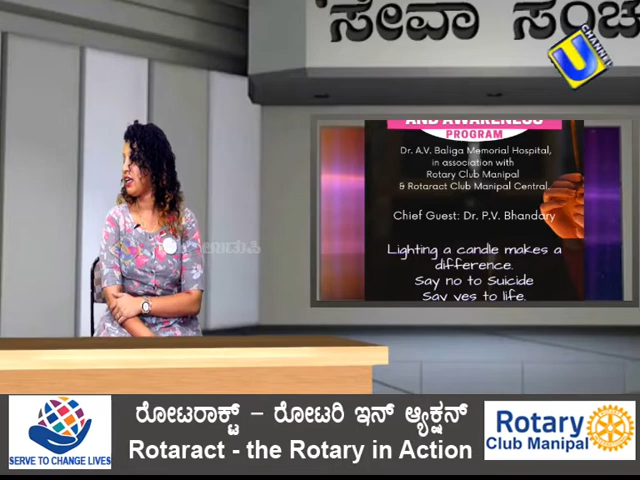 'ಸೇವಾ ಸಂಚ
CHANNEL
U
AND AWARENESS
PROGRAM
Dr. A.V. Baliga Memorial Hospital,
in association with
Rotary Club Manipal
& Rotaract Club Manipal Central.
Chief Guest: Dr. P.V. Bhandary
Lighting a candle makes a
difference.
Say no to Suicide
Say yes to life.
ಉಡುಪಿ
ರೋಟರಾಕ್ಟ್ – ರೋಟರಿ ಇನ್ ಆ್ಯಕ್ಷನ್
Rotaract - the Rotary in Action
SERVE TO CHANGE LIVES
Rotary
Club Manipal